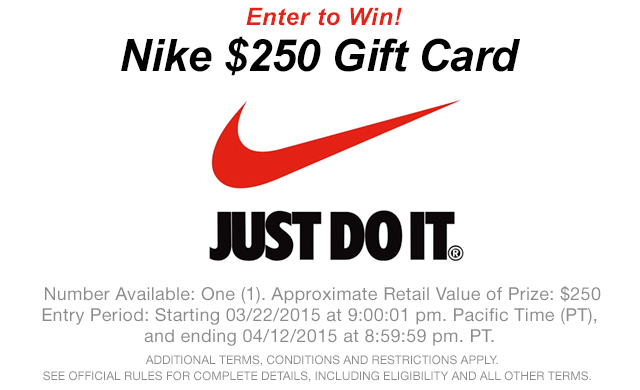 Enter to Win!
Nike $250 Gift Card
JUST DO IT.®
Number Available: One (1). Approximate Retail Value of Prize: $250
Entry Period: Starting 03/22/2015 at 9:00:01 pm. Pacific Time (PT),
and ending 04/12/2015 at 8:59:59 pm. PT.
ADDITIONAL TERMS, CONDITIONS AND RESTRICTIONS APPLY.
SEE OFFICIAL RULES FOR COMPLETE DETAILS, INCLUDING ELIGIBILITY AND ALL OTHER TERMS.